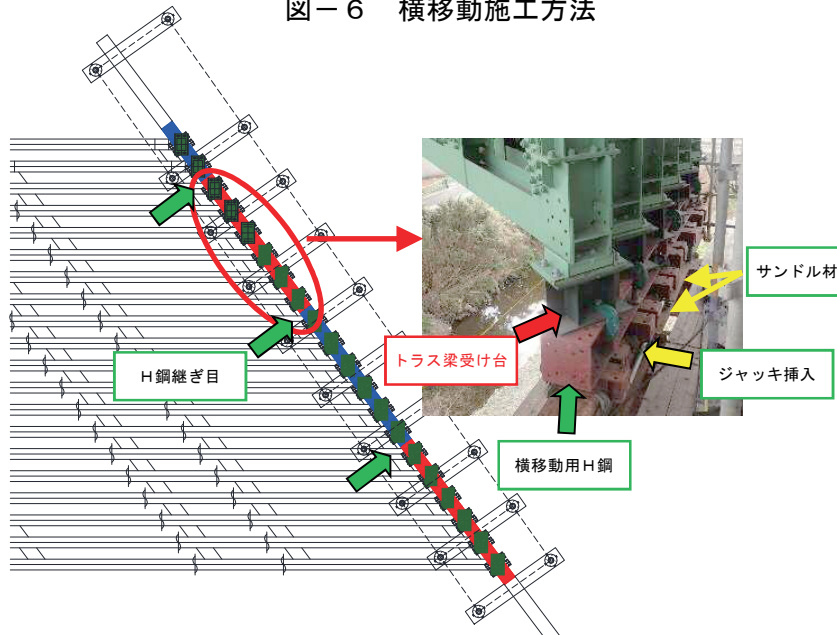 図－６　横移動施工方法
サンドル材
トラス梁受け台
ジャッキ挿入
Ｈ鋼継ぎ目
横移動用Ｈ鋼